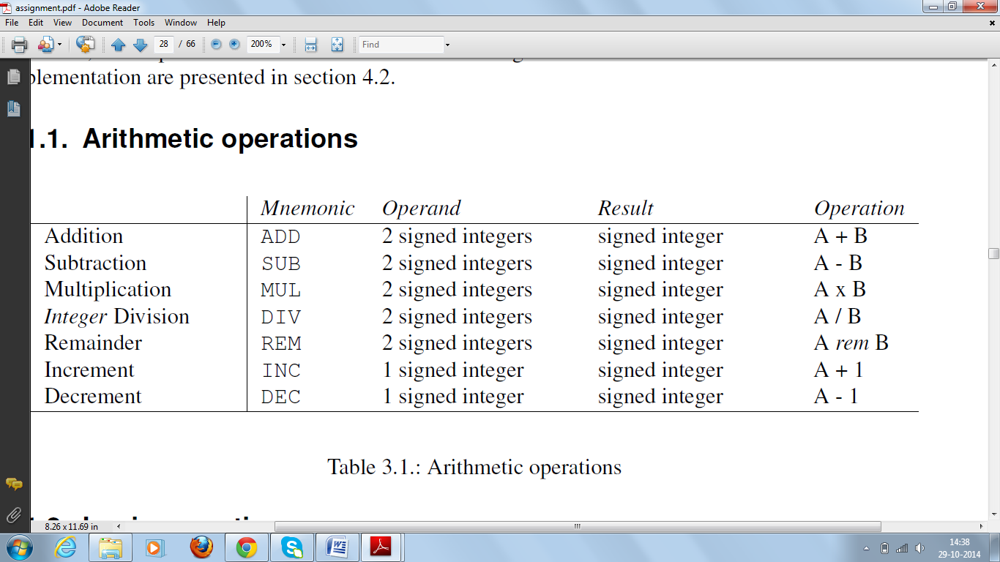 assignment.pdf - Adobe Reader
File Edit View Document Tools Window Help
28 / 66 200% Find
plementation are presented in section 4.2.
1.1. Arithmetic operations
Mnemonic Operand Result Operation
Addition ADD 2 signed integers signed integer A + B
Subtraction SUB 2 signed integers signed integer A - B
Multiplication MUL 2 signed integers signed integer A x B
Integer Division DIV 2 signed integers signed integer A / B
Remainder REM 2 signed integers signed integer A rem B
Increment INC 1 signed integer signed integer A + 1
Decrement DEC 1 signed integer signed integer A - 1
Table 3.1.: Arithmetic operations
8.26 x 11.69 in
14:38
29-10-2014